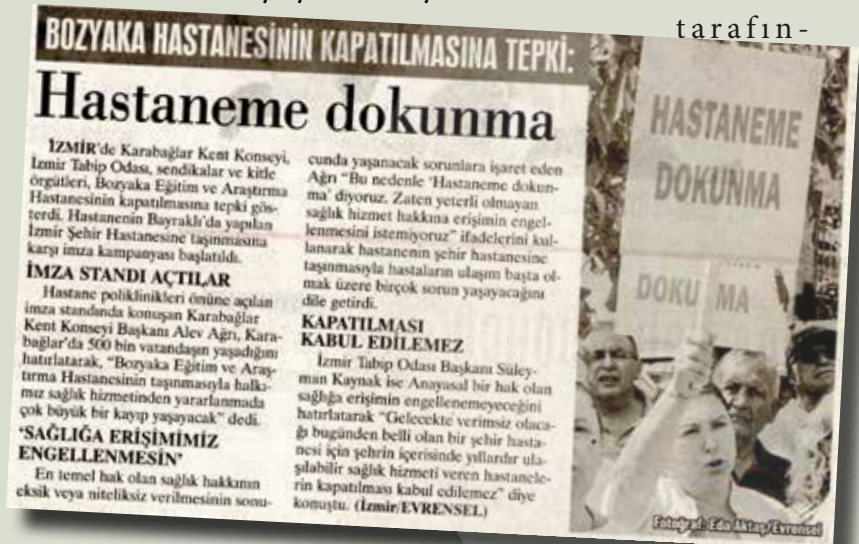 tarafın-
BOZYAKA HASTANESİNİN KAPATILMASINA TEPKİ:
Hastaneme dokunma
İZMİR'de Karabağlar Kent Konseyi,
İzmir Tabip Odası, sendikalar ve kitle
örgütleri, Bozyaka Eğitim ve Araştırma
Hastanesinin kapatılmasına tepki gös-
terdi. Hastanenin Bayraklı'da yapılan
İzmir Şehir Hastanesine taşınmasına
karşı imza kampanyası başlatıldı.
İMZA STANDI AÇTILAR
Hastane poliklinikleri önüne açılan
imza standında konuşan Karabağlar
Kent Konseyi Başkanı Alev Ağrı, Kara-
bağlar'da 500 bin vatandaşın yaşadığını
hatırlatarak, "Bozyaka Eğitim ve Araş-
tırma Hastanesinin taşınmasıyla halkı-
mız sağlık hizmetinden yararlanmada
çok büyük bir kayıp yaşayacak" dedi.
'SAĞLIĞA ERİŞİMİMİZ
ENGELLENMESİN'
En temel hak olan sağlık hakkının
eksik veya niteliksiz verilmesinin sonu-
cunda yaşanacak sorunlara işaret eden
Ağrı "Bu nedenle 'Hastaneme dokun-
ma' diyoruz. Zaten yeterli olmayan
sağlık hizmet hakkına erişimin engel-
lenmesini istemiyoruz" ifadelerini kul-
lanarak hastanenin şehir hastanesine
taşınmasıyla hastaların ulaşım başta ol-
mak üzere birçok sorun yaşayacağını
dile getirdi.
KAPATILMASI
KABUL EDİLEMEZ
İzmir Tabip Odası Başkanı Süley-
man Kaynak ise Anayasal bir hak olan
sağlığa erişimin engellenemeyeceğini
hatırlatarak "Gelecekte verimsiz olaca-
ğı bugünden belli olan bir şehir hasta-
nesi için şehrin içerisinde yıllardır ula-
şılabilir sağlık hizmeti veren hastanele-
rin kapatılması kabul edilemez" diye
konuştu. (İzmir/EVRENSEL)
HASTANEME
DOKUNMA
DOKU MA
Fotoğraf: Eda Aktaş/Evrensel